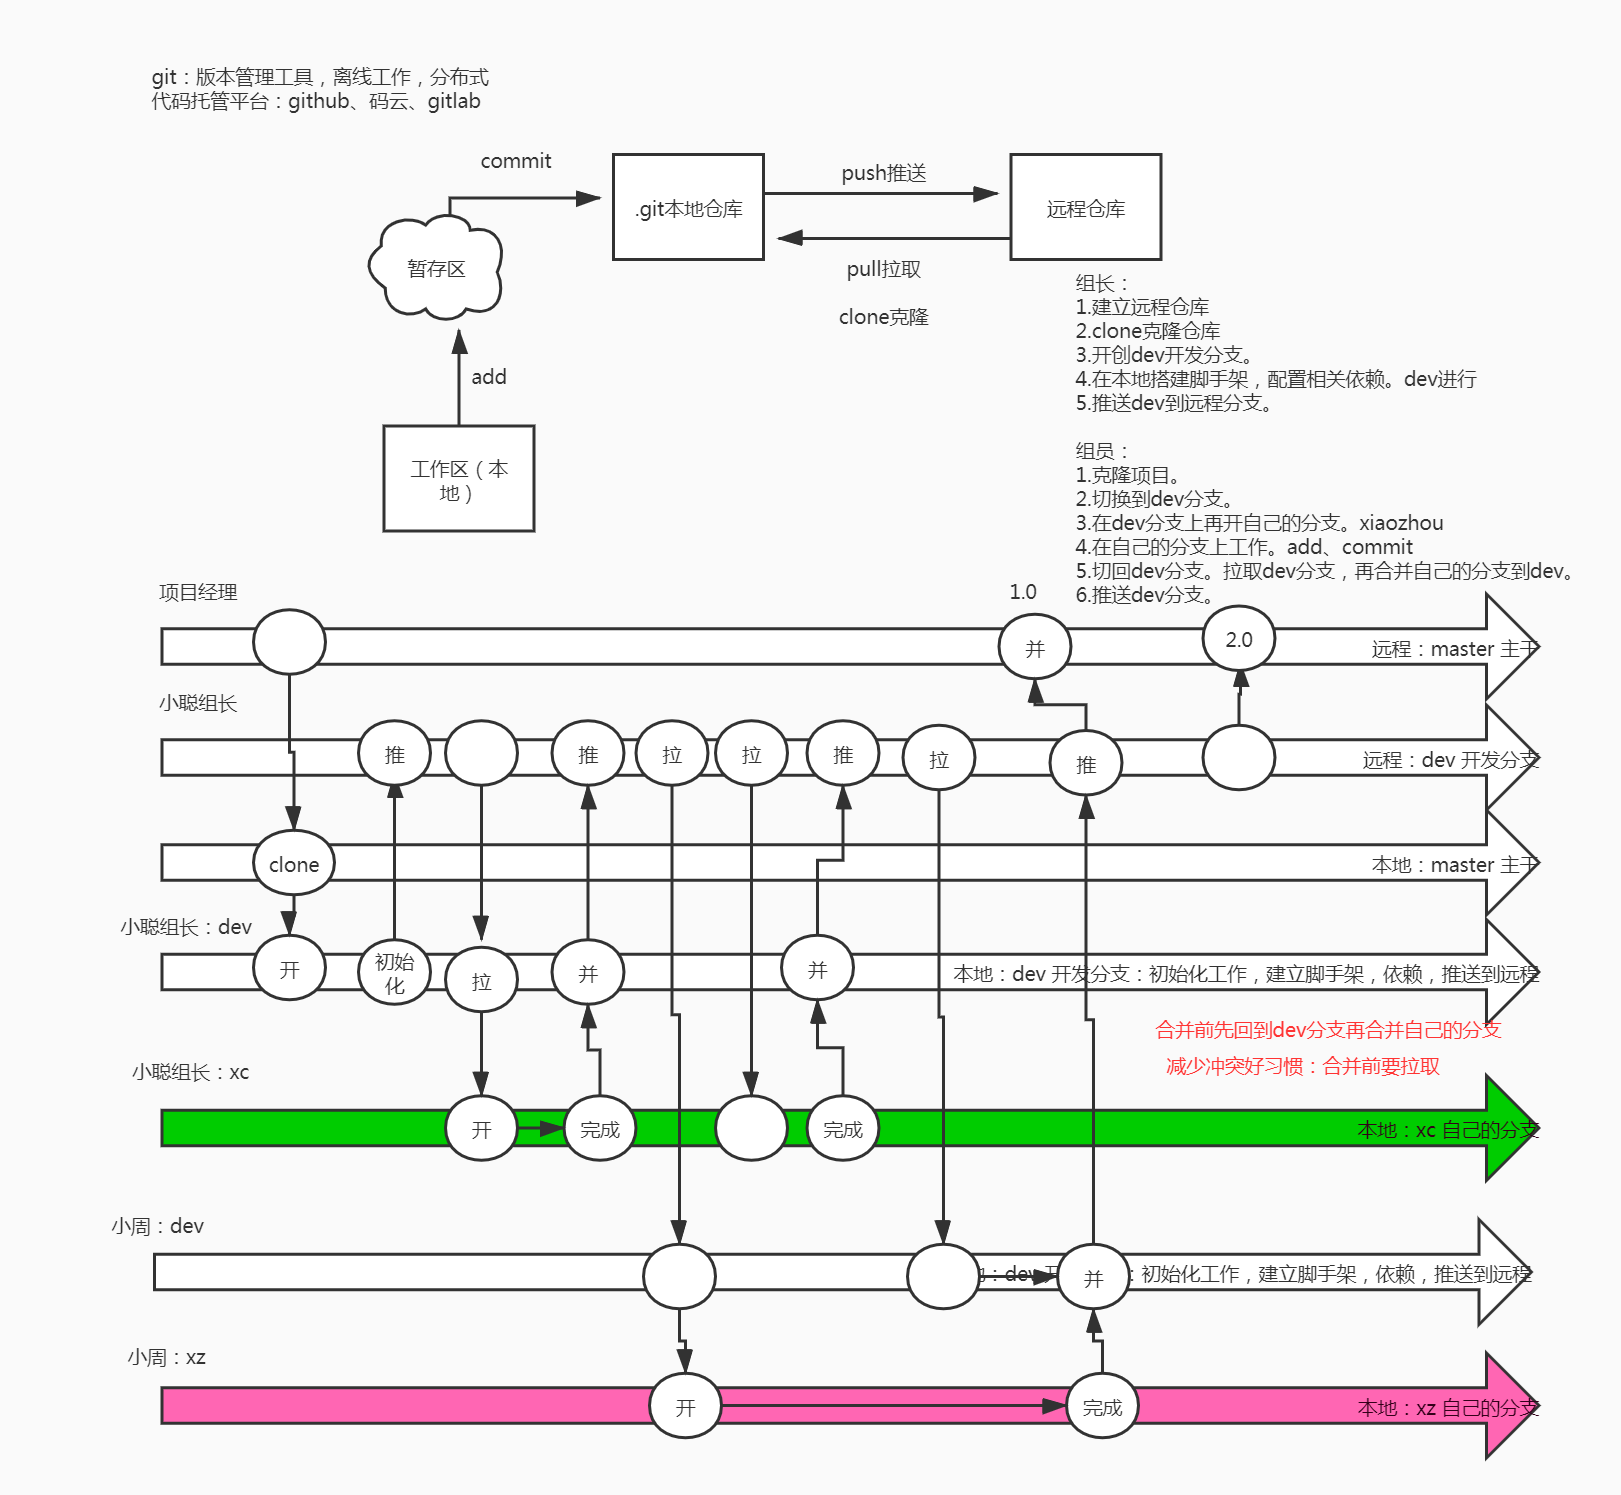 git：版本管理工具，离线工作，分布式
代码托管平台：github、码云、gitlab
commit
.git本地仓库
push推送
远程仓库
暂存区
pull拉取
clone克隆
add
工作区（本
地）
组长：
1.建立远程仓库
2.clone克隆仓库
3.开创dev开发分支。
4.在本地搭建脚手架，配置相关依赖。dev进行
5.推送dev到远程分支。
组员：
1.克隆项目。
2.切换到dev分支。
3.在dev分支上再开自己的分支。xiaozhou
4.在自己的分支上工作。add、commit
5.切回dev分支。拉取dev分支，再合并自己的分支到dev。
6.推送dev分支。
项目经理
1.0
并
2.0
远程：master 主干
小聪组长
推
推
拉
拉
推
拉
推
远程：dev 开发分支
clone
本地：master 主干
小聪组长：dev
开
初始
化
拉
并
并
本地：dev 开发分支：初始化工作，建立脚手架，依赖，推送到远程
合并前先回到dev分支再合并自己的分支
减少冲突好习惯：合并前要拉取
小聪组长：xc
开
完成
完成
本地：xc 自己的分支
小周：dev
：dev 开
并
：初始化工作，建立脚手架，依赖，推送到远程
小周：xz
开
完成
本地：xz 自己的分支